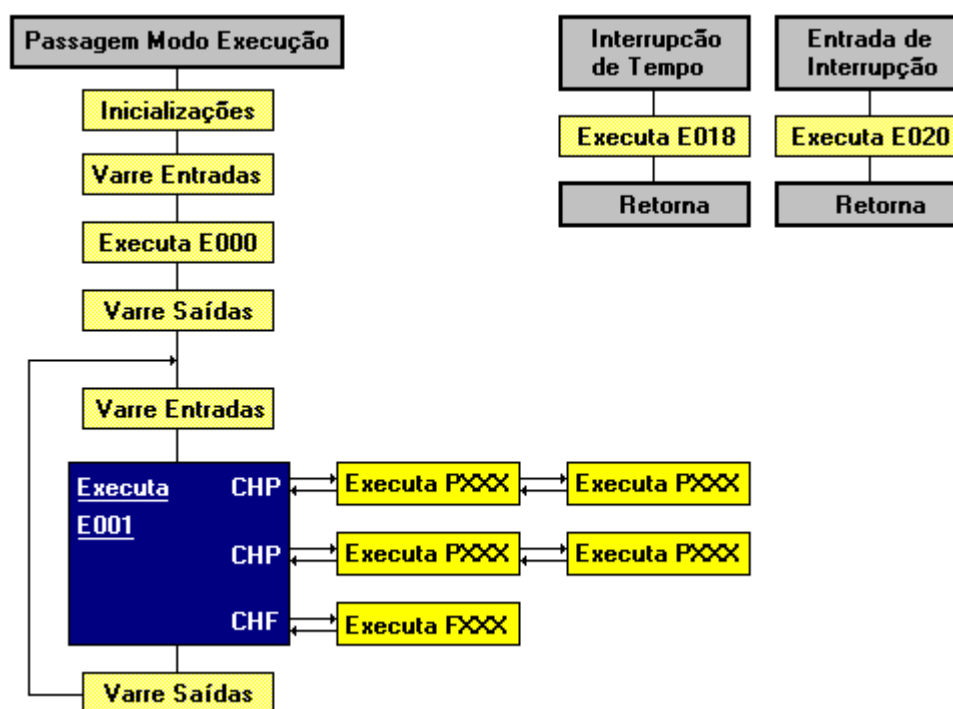 Passagem Modo Execução
Inicializações
Varre Entradas
Executa E000
Varre Saídas
Varre Entradas
Executa
E001
CHP
Executa PXXX
Executa PXXX
CHP
Executa PXXX
Executa PXXX
CHF
Executa FXXX
Varre Saídas
Interrupcão
de Tempo
Executa E018
Retorna
Entrada de
Interrupção
Executa E020
Retorna